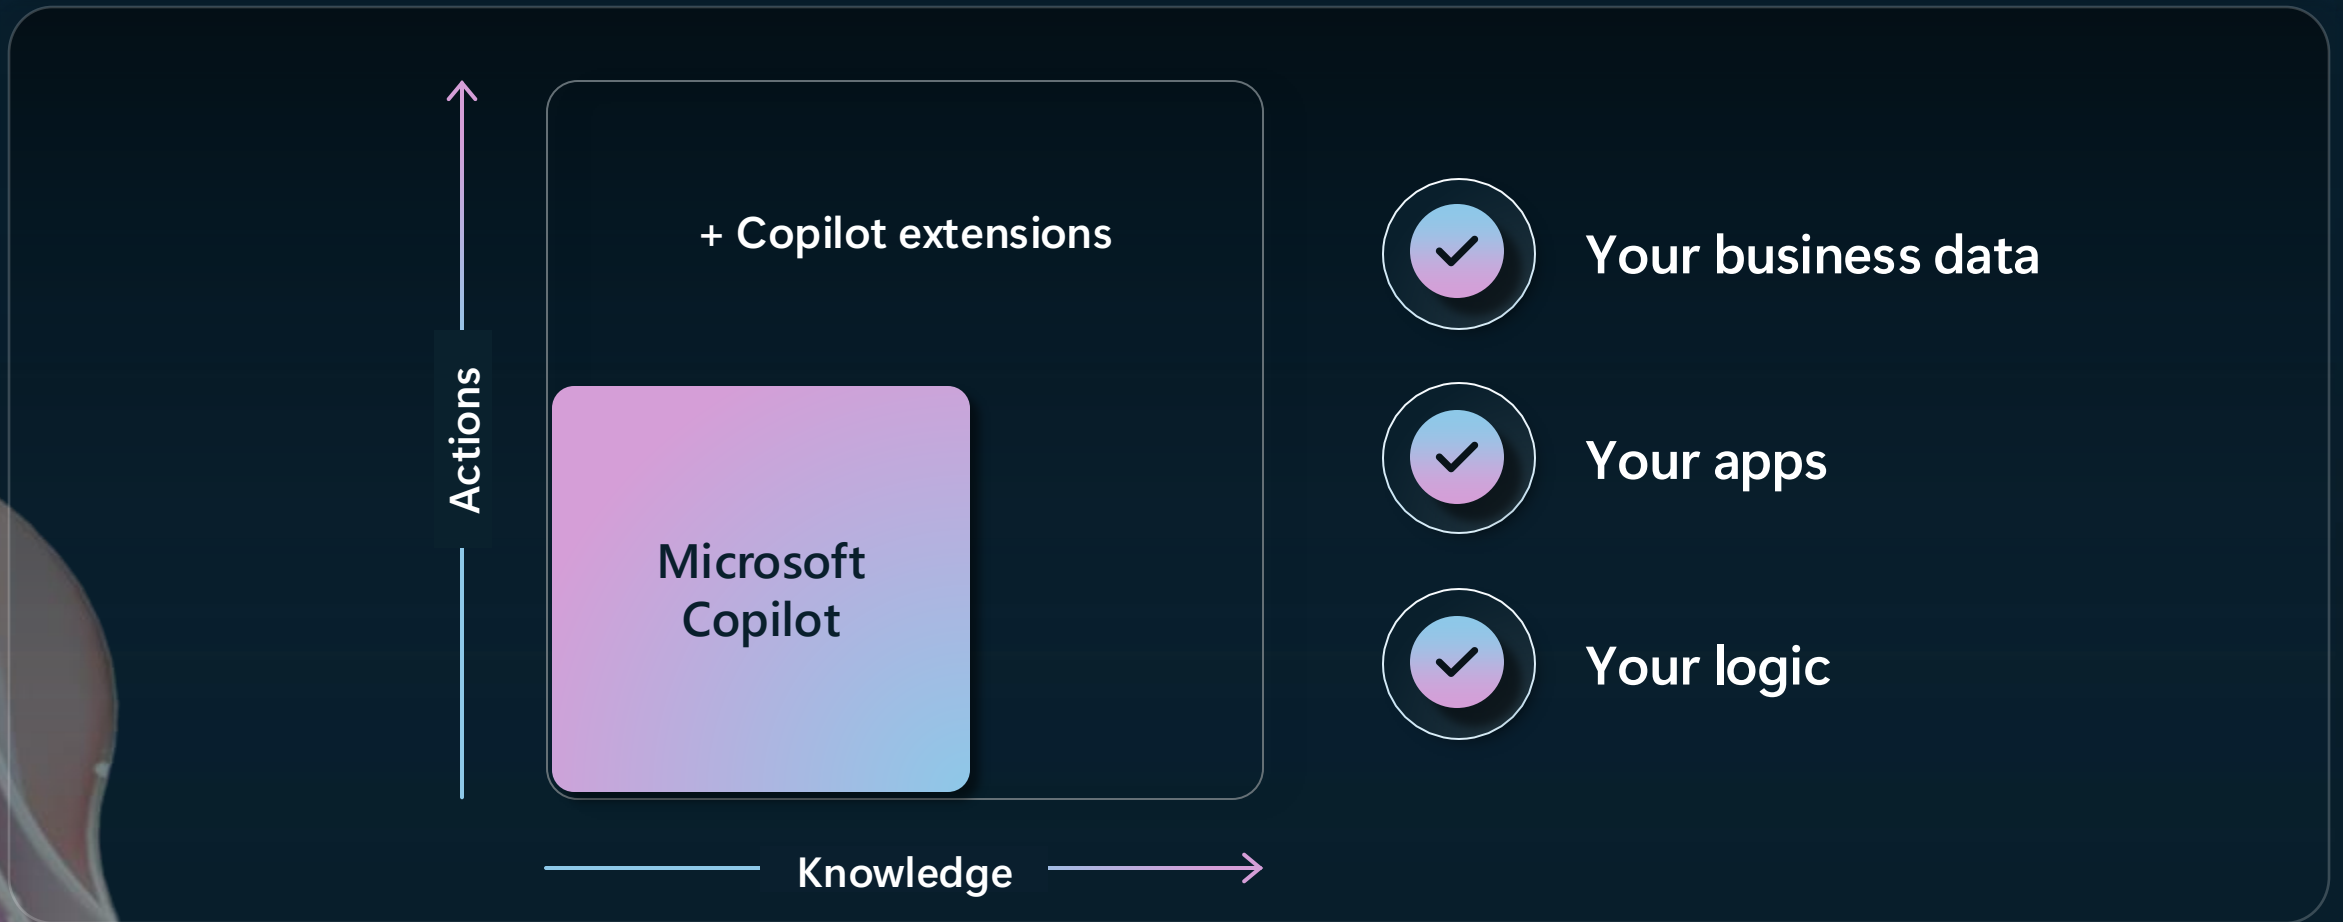 + Copilot extensions
Actions
Microsoft
Copilot
Knowledge
Your business data
Your apps
Your logic